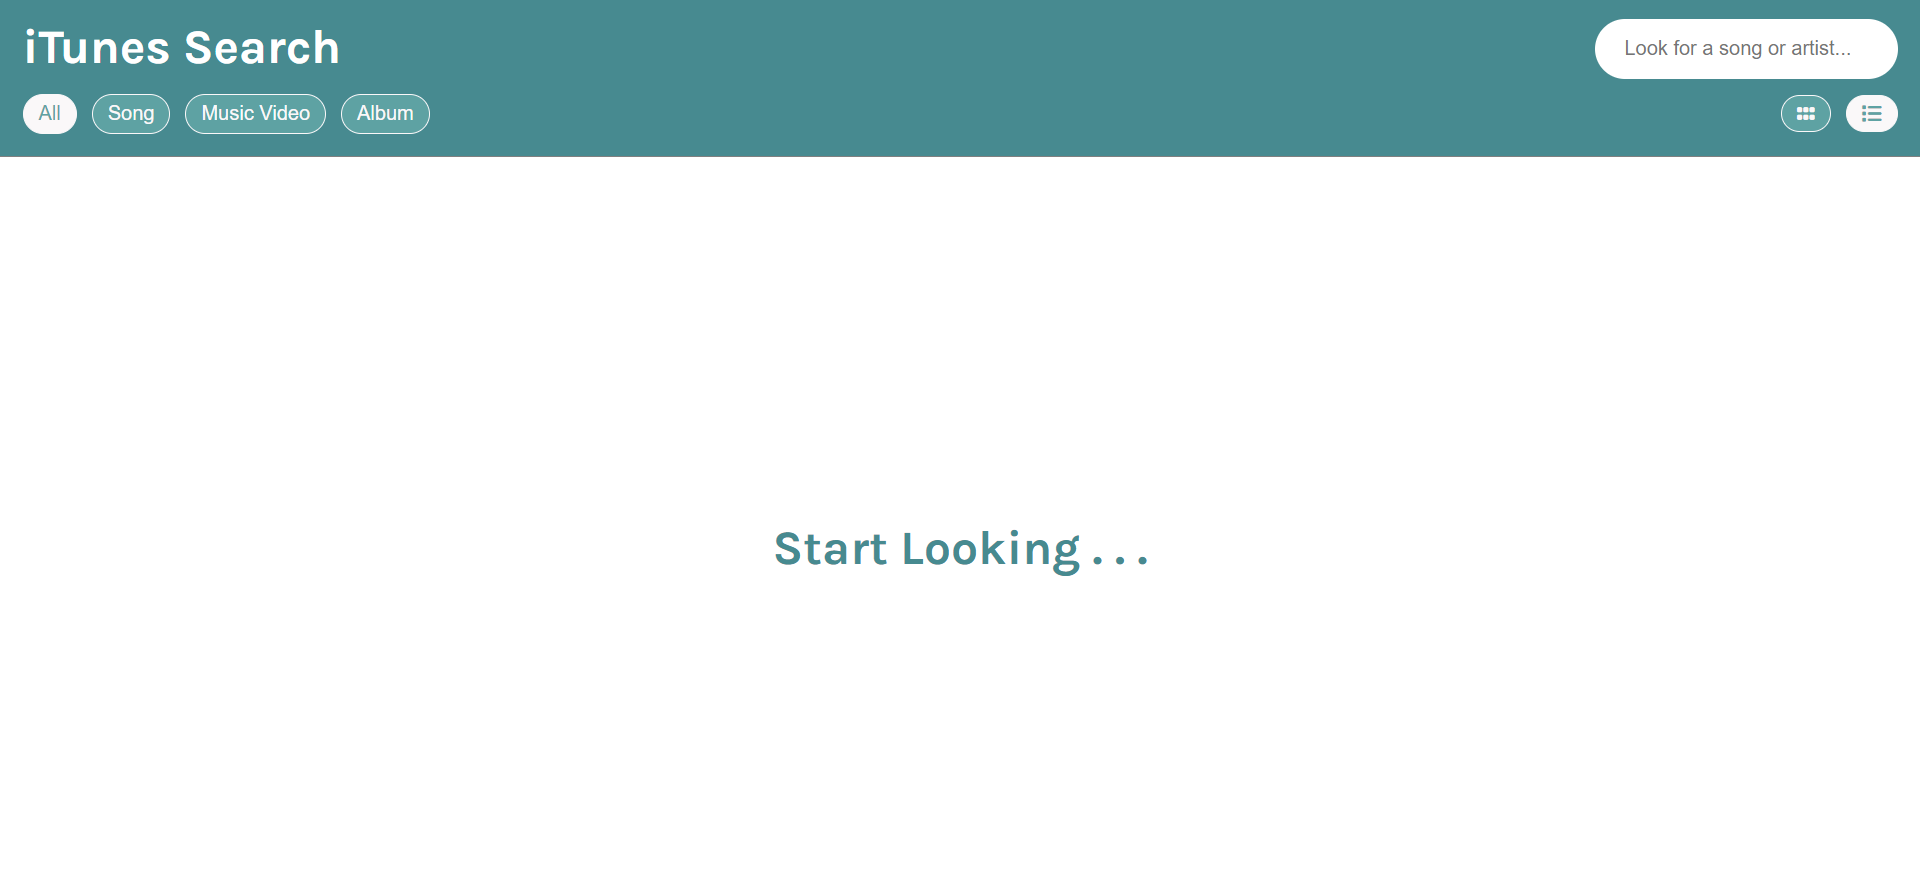 iTunes Search
Look for a song or artist...
All
Song
Music Video
Album
Start Looking . . .